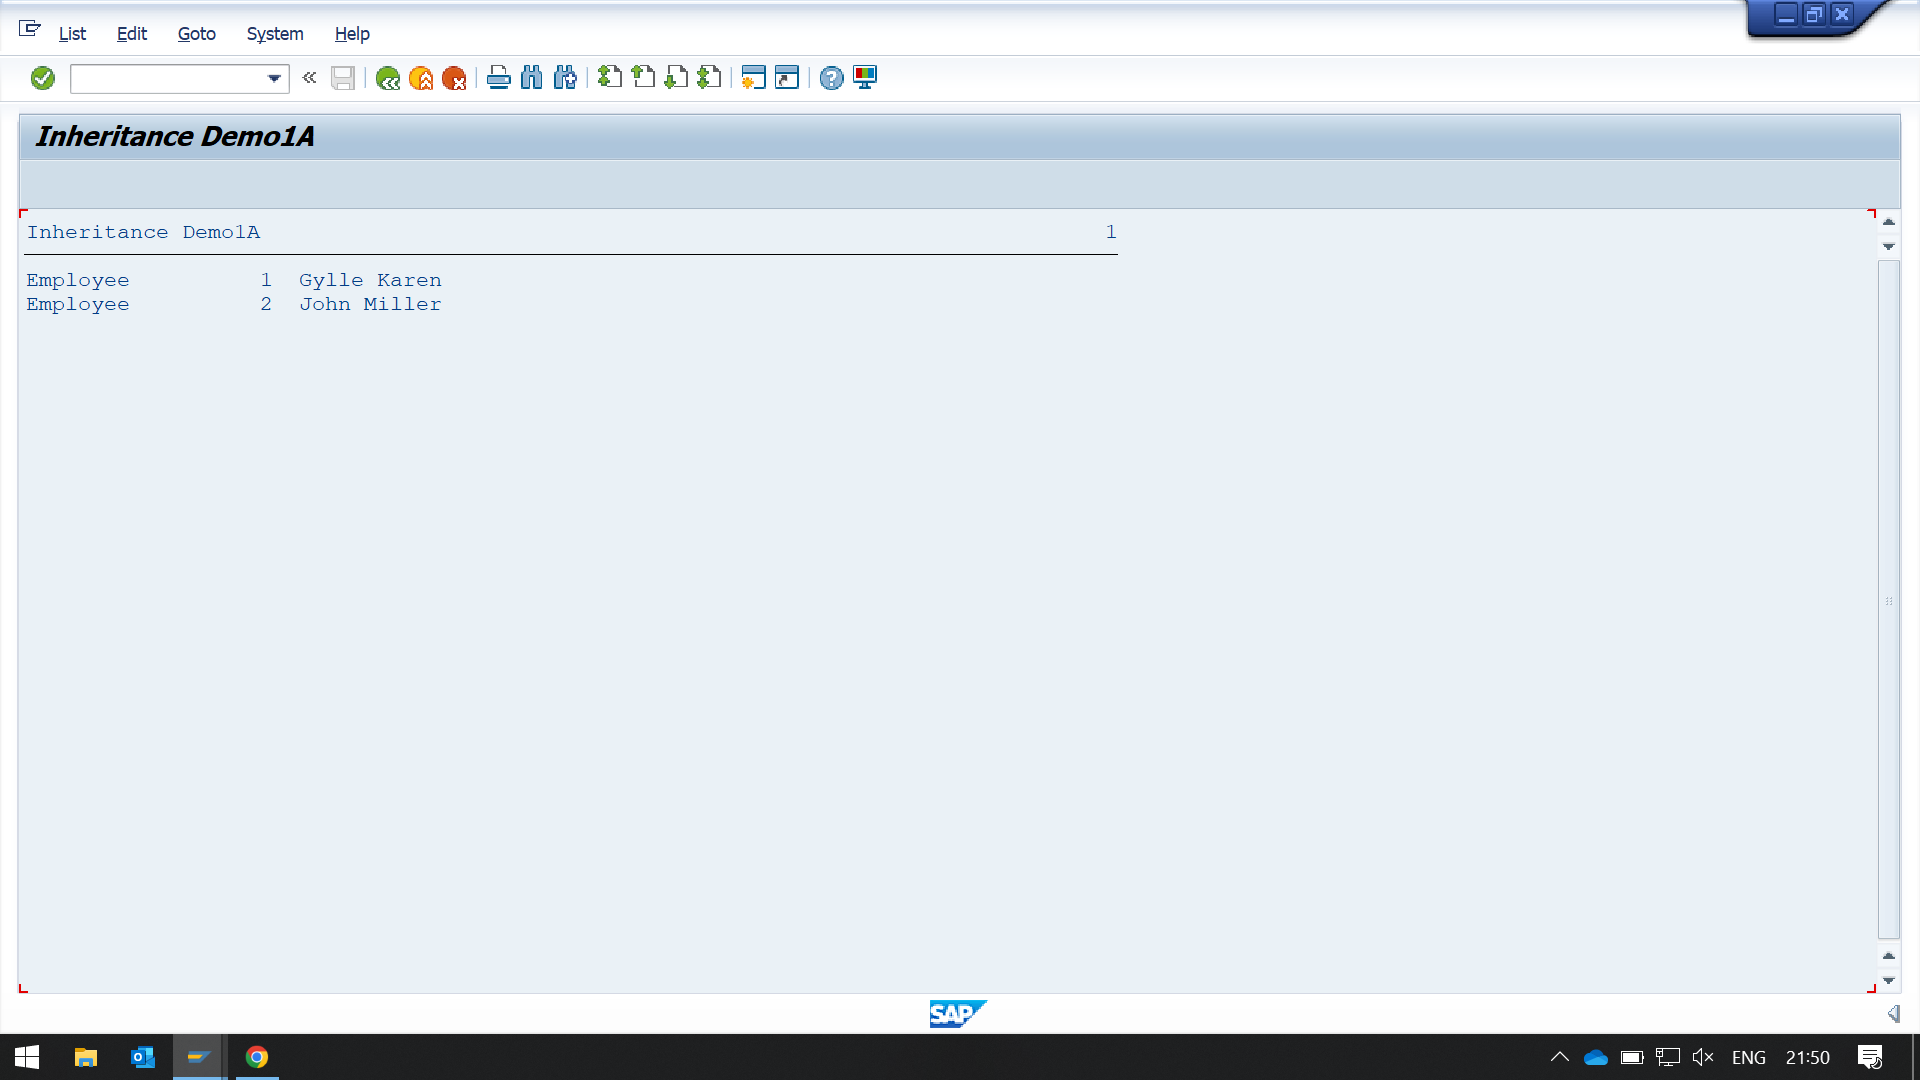 List Edit Goto System Help
Inheritance Demo1A
Inheritance Demo1A 1
Employee 1 Gylle Karen
Employee 2 John Miller
SAP
ENG 21:50